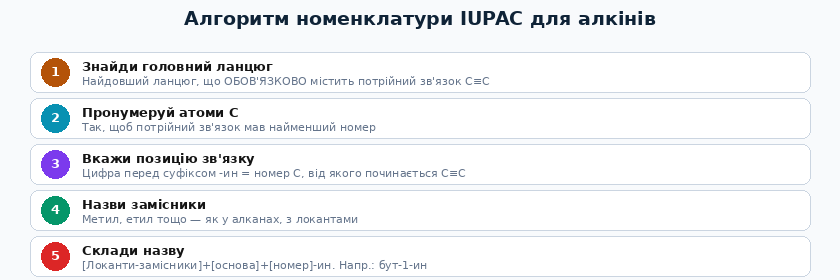 Алгоритм номенклатури IUPAC для алкінів
1
Знайди головний ланцюг
Найдовший ланцюг, що ОБОВ'ЯЗКОВО містить потрійний зв'язок C≡C
2
Пронумеруй атоми C
Так, щоб потрійний зв'язок мав найменший номер
3
Вкажи позицію зв'язку
Цифра перед суфіксом -ин = номер C, від якого починається C≡C
4
Назви замісники
Метил, етил тощо — як у алканах, з локантами
5
Склади назву
[Локанти-замісники]+[основа]+[номер]-ин. Напр.: бут-1-ин